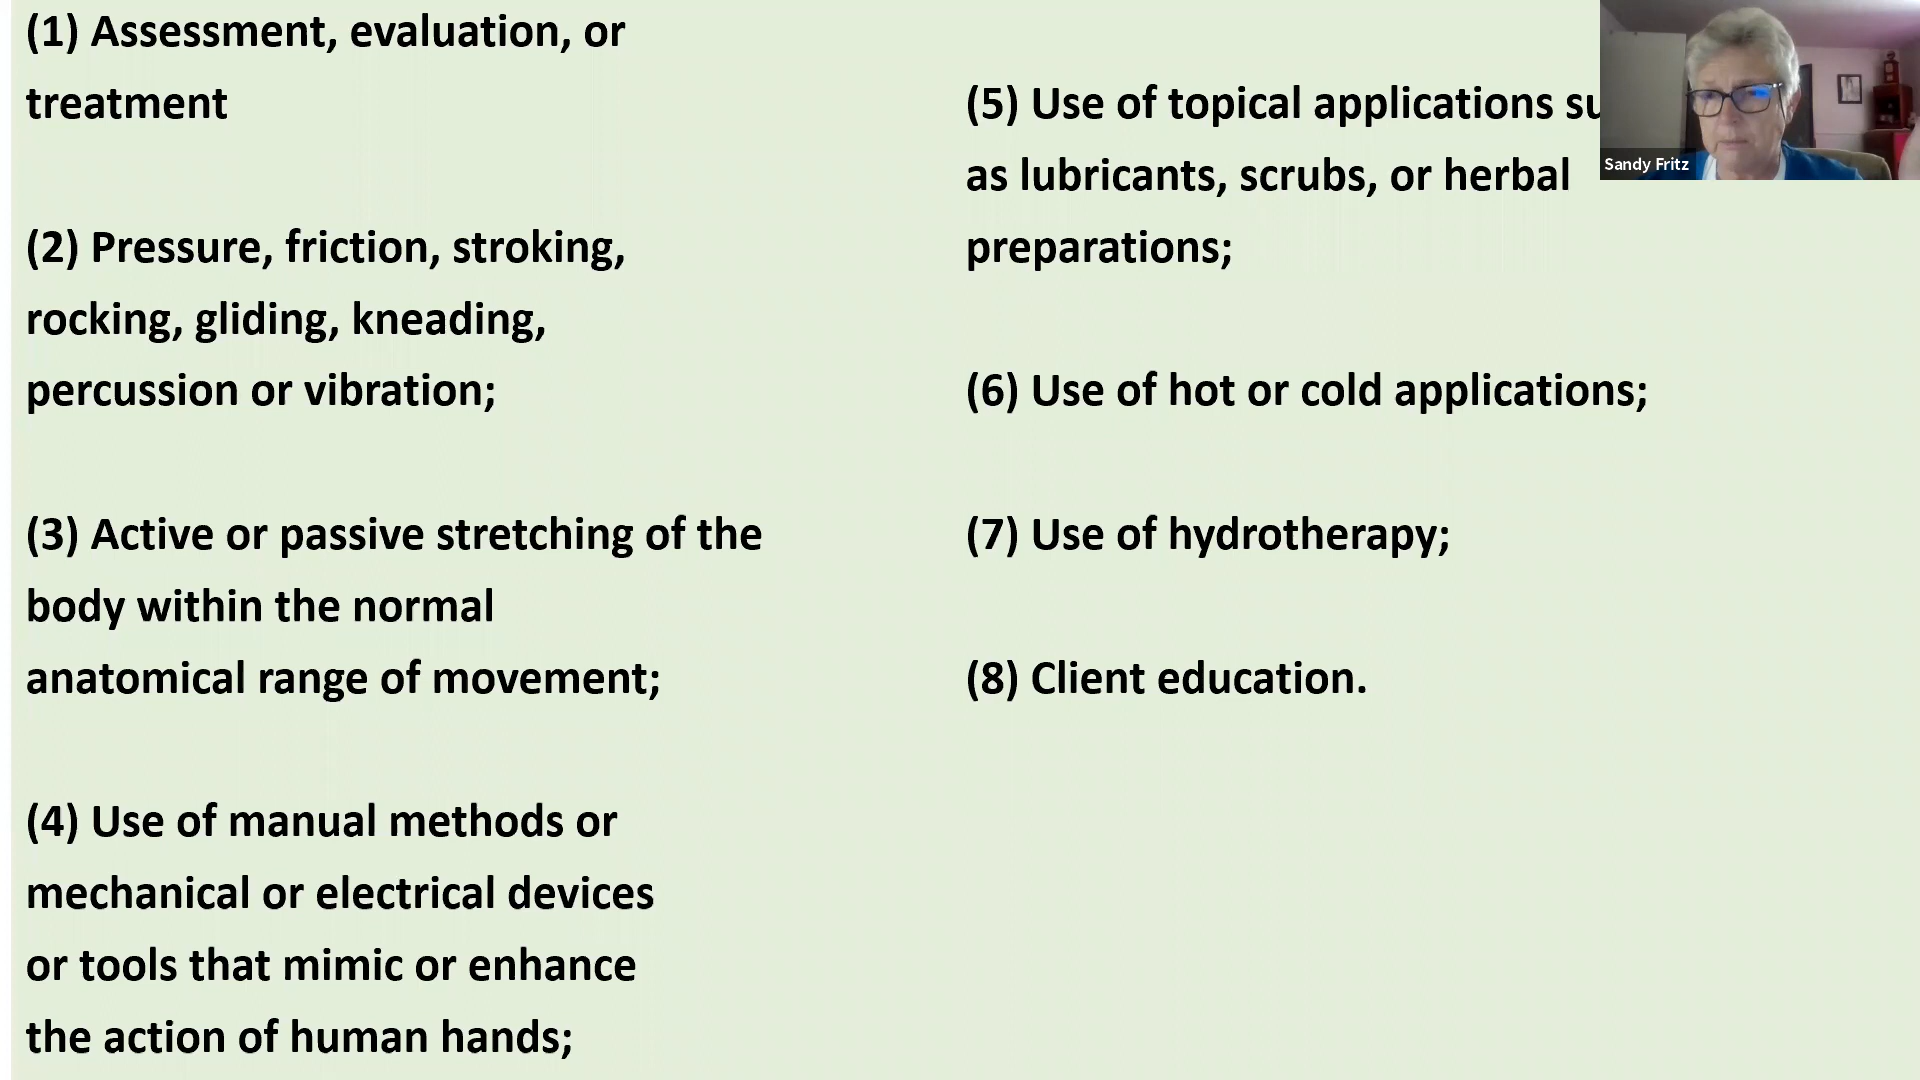 (1) Assessment, evaluation, or
treatment
(2) Pressure, friction, stroking,
rocking, gliding, kneading,
percussion or vibration;
(3) Active or passive stretching of the
body within the normal
anatomical range of movement;
(4) Use of manual methods or
mechanical or electrical devices
or tools that mimic or enhance
the action of human hands;
(5) Use of topical applications
as lubricants, scrubs, or herbal
preparations;
(6) Use of hot or cold applications;
(7) Use of hydrotherapy;
(8) Client education.
Sandy Fritz